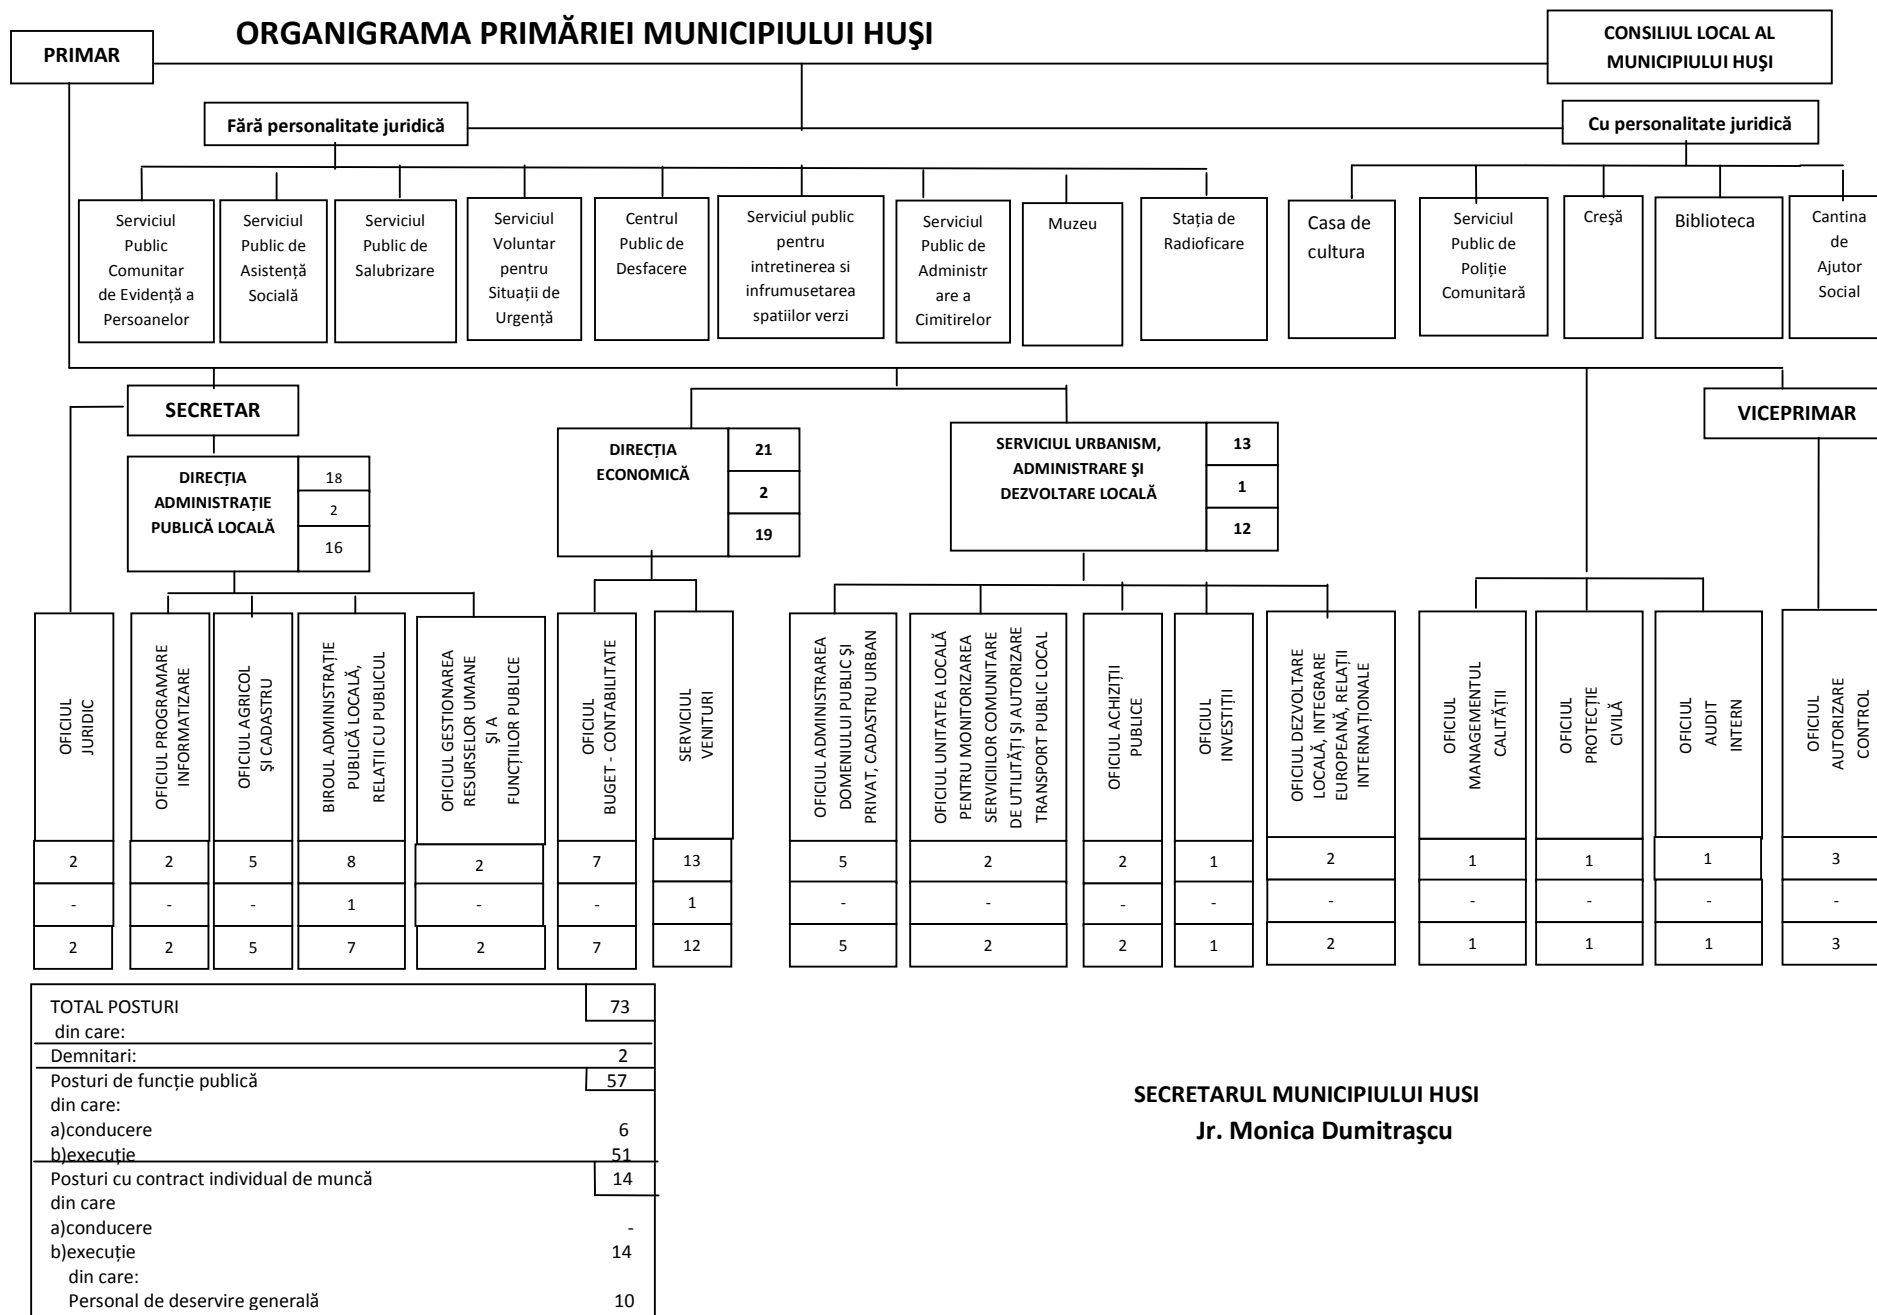 ORGANIGRAMA PRIMĂRIEI MUNICIPIULUI HUŞI
PRIMAR
CONSILIUL LOCAL AL
MUNICIPIULUI HUŞI
Fără personalitate juridică
Cu personalitate juridică
Serviciul
Public
Comunitar
de Evidență a
Persoanelor
Serviciul
Public de
Asistență
Socială
Serviciul
Public de
Salubrizare
Serviciul
Voluntar
pentru
Situații de
Urgență
Centrul
Public de
Desfacere
Serviciul public
pentru
intretinerea si
infrumusetarea
spatiilor verzi
Serviciul
Public de
Administr
are a
Cimitirelor
Muzeu
Stația de
Radioficare
Casa de
cultura
Serviciul
Public de
Poliție
Comunitară
Creşă
Biblioteca
Cantina
de
Ajutor
Social
SECRETAR
VICEPRIMAR
DIRECȚIA
ADMINISTRAȚIE
PUBLICĂ LOCALĂ
18
2
16
DIRECȚIA
ECONOMICĂ
21
2
19
SERVICIUL URBANISM,
ADMINISTRARE ŞI
DEZVOLTARE LOCALĂ
13
1
12
OFICIUL
JURIDIC
OFICIUL PROGRAMARE
INFORMATIZARE
OFICIUL AGRICOL
ŞI CADASTRU
BIROUL ADMINISTRAȚIE
PUBLICĂ LOCALĂ,
RELAȚII CU PUBLICUL
OFICIUL GESTIONAREA
RESURSELOR UMANE
ŞI A
FUNCȚIILOR PUBLICE
OFICIUL
BUGET - CONTABILITATE
SERVICIUL
VENITURI
OFICIUL ADMINISTRAREA
DOMENIULUI PUBLIC ŞI
PRIVAT, CADASTRU URBAN
OFICIUL UNITATEA LOCALĂ
PENTRU MONITORIZAREA
SERVICIILOR COMUNITARE
DE UTILITĂȚI ŞI AUTORIZARE
TRANSPORT PUBLIC LOCAL
OFICIUL ACHIZIȚII
PUBLICE
OFICIUL
INVESTIȚII
OFICIUL DEZVOLTARE
LOCALĂ, INTEGRARE
EUROPEANĂ, RELAȚII
INTERNAȚIONALE
OFICIUL
MANAGEMENTUL
CALITĂȚII
OFICIUL
PROTECȚIE
CIVILĂ
OFICIUL
AUDIT
INTERN
OFICIUL
AUTORIZARE
CONTROL
2 2 5 8 2 7 13 5 2 2 1 2 1 1 1 3
- - - 1 - - 1 - - - - - - - - -
2 2 5 7 2 7 12 5 2 2 1 2 1 1 1 3
TOTAL POSTURI 73
din care:
Demnitari: 2
Posturi de funcție publică 57
din care:
a)conducere 6
b)execuție 51
Posturi cu contract individual de muncă 14
din care
a)conducere -
b)execuție 14
din care:
Personal de deservire generală 10
SECRETARUL MUNICIPIULUI HUSI
Jr. Monica Dumitraşcu